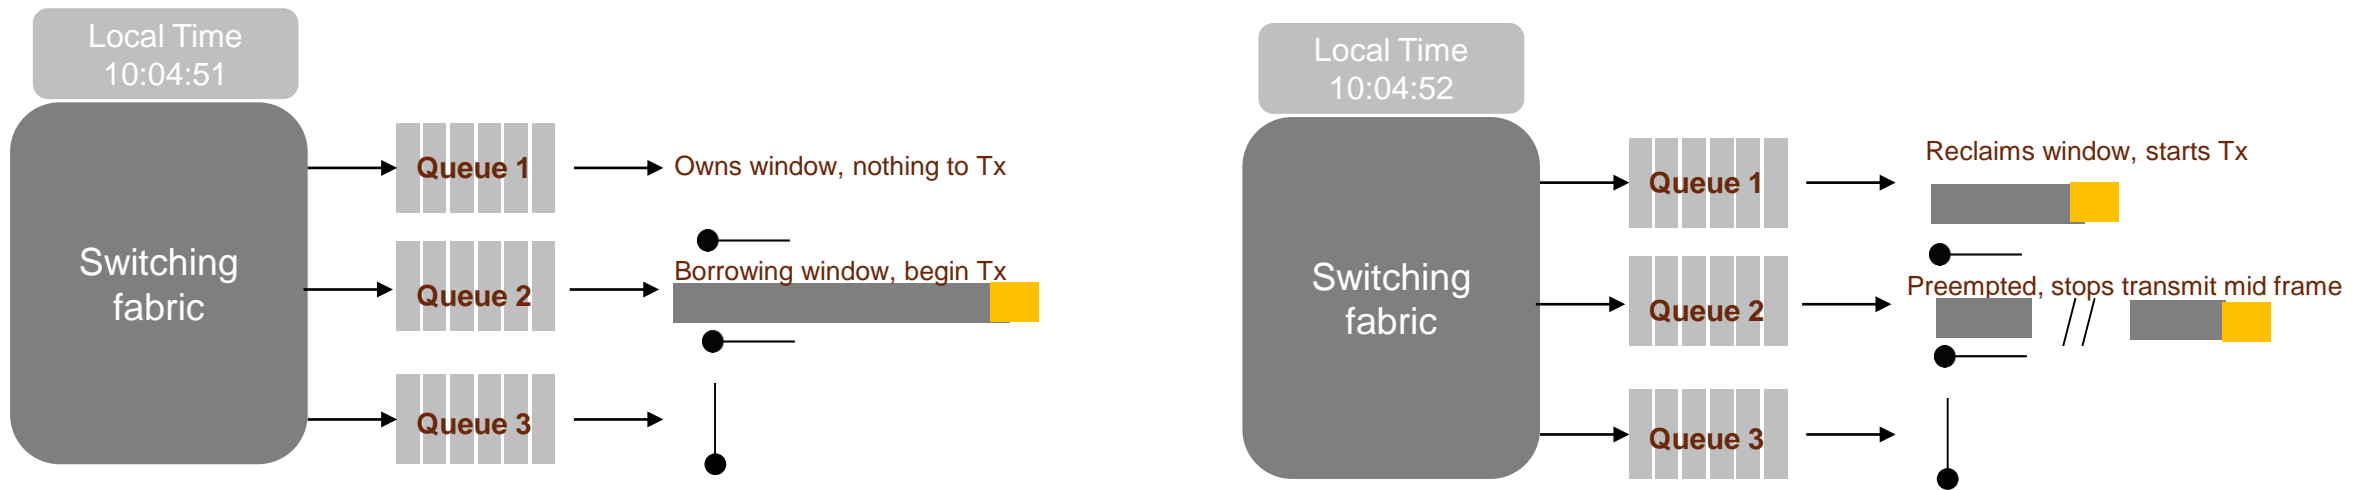 Local Time
10:04:51
Switching
fabric
Queue 1
Owns window, nothing to Tx
Queue 2
Borrowing window, begin Tx
Queue 3
Local Time
10:04:52
Switching
fabric
Queue 1
Reclaims window, starts Tx
Queue 2
Preempted, stops transmit mid frame
Queue 3